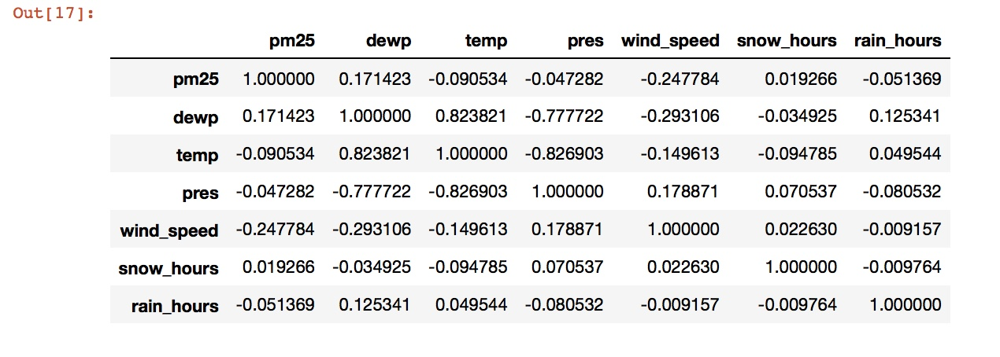 Out[17]:
pm25 dewp temp pres wind_speed snow_hours rain_hours
pm25 1.000000 0.171423 -0.090534 -0.047282 -0.247784 0.019266 -0.051369
dewp 0.171423 1.000000 0.823821 -0.777722 -0.293106 -0.034925 0.125341
temp -0.090534 0.823821 1.000000 -0.826903 -0.149613 -0.094785 0.049544
pres -0.047282 -0.777722 -0.826903 1.000000 0.178871 0.070537 -0.080532
wind_speed -0.247784 -0.293106 -0.149613 0.178871 1.000000 0.022630 -0.009157
snow_hours 0.019266 -0.034925 -0.094785 0.070537 0.022630 1.000000 -0.009764
rain_hours -0.051369 0.125341 0.049544 -0.080532 -0.009157 -0.009764 1.000000